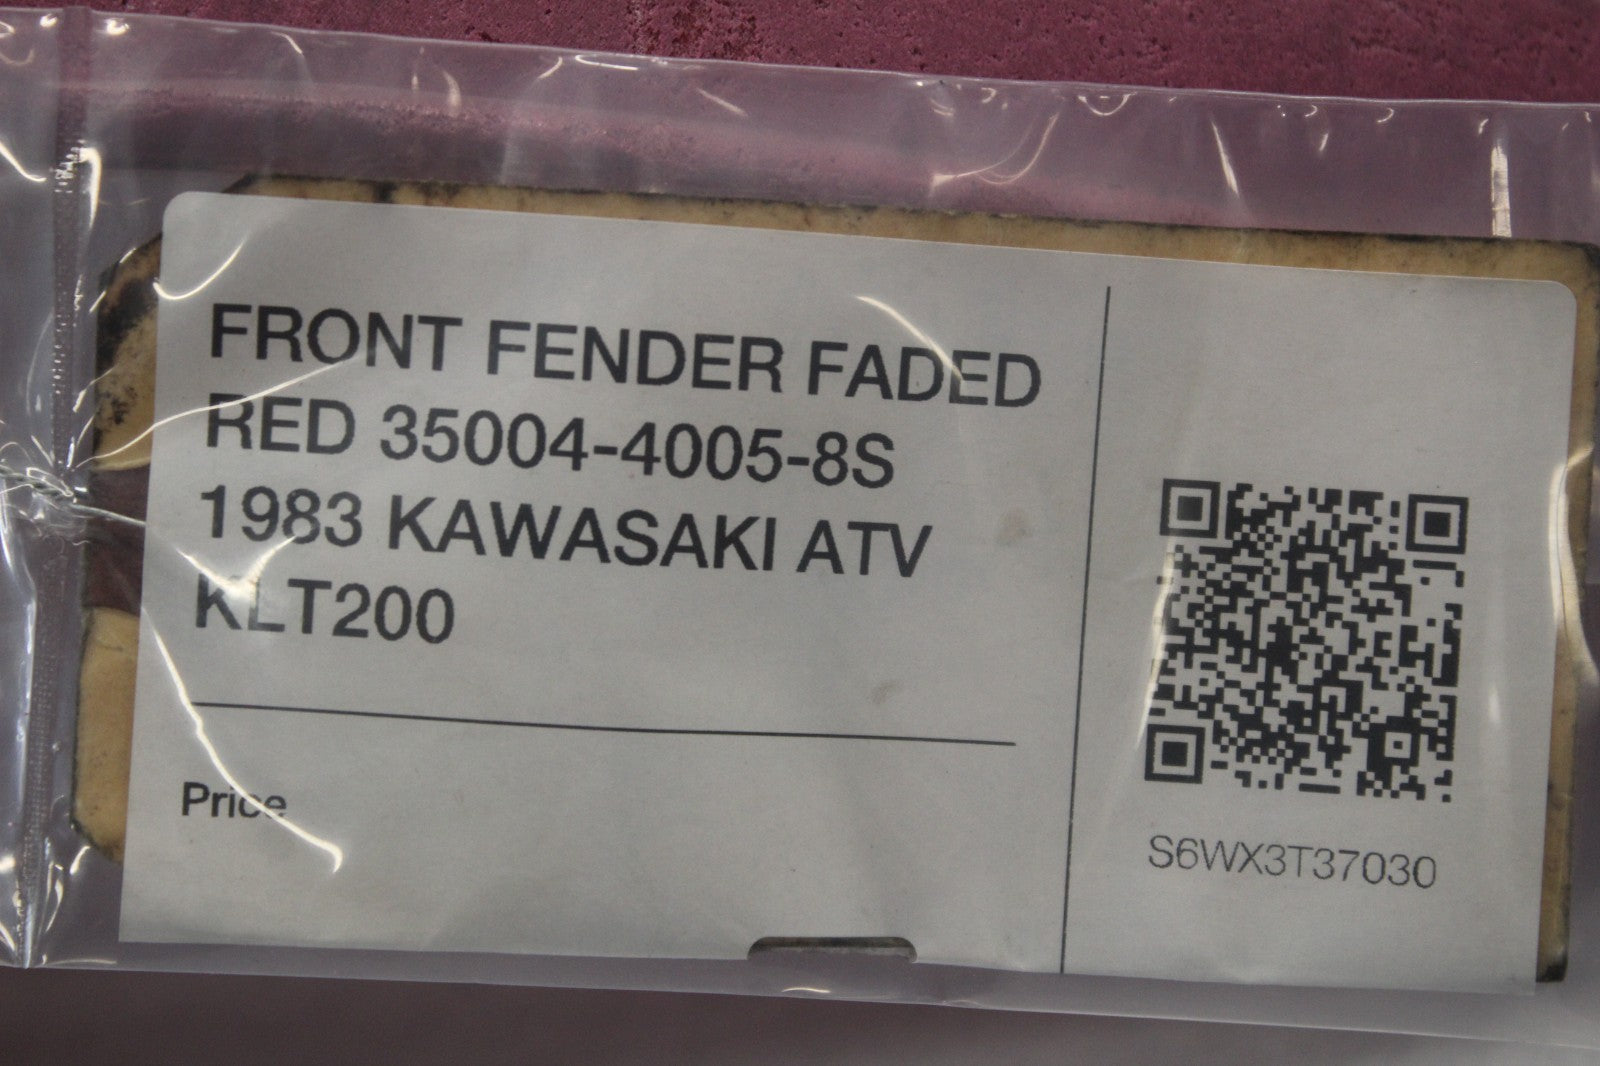 FRONT FENDER FADED
RED 35004-4005-8S
1983 KAWASAKI ATV
KLT200
Price
S6WX3T37030